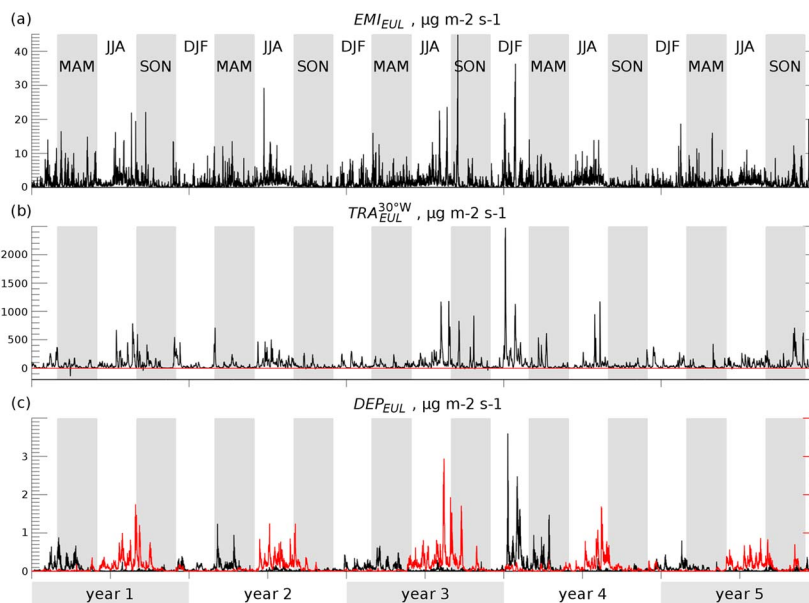 (a) EMI_EUL , µg m-2 s-1
JJA DJF JJA DJF JJA DJF JJA DJF JJA
MAM SON MAM SON MAM SON MAM SON MAM SON
40
30
20
10
0
(b) TRA_EUL^30°W , µg m-2 s-1
2000
1500
1000
500
0
(c) DEP_EUL , µg m-2 s-1
3
2
1
0
year 1 year 2 year 3 year 4 year 5